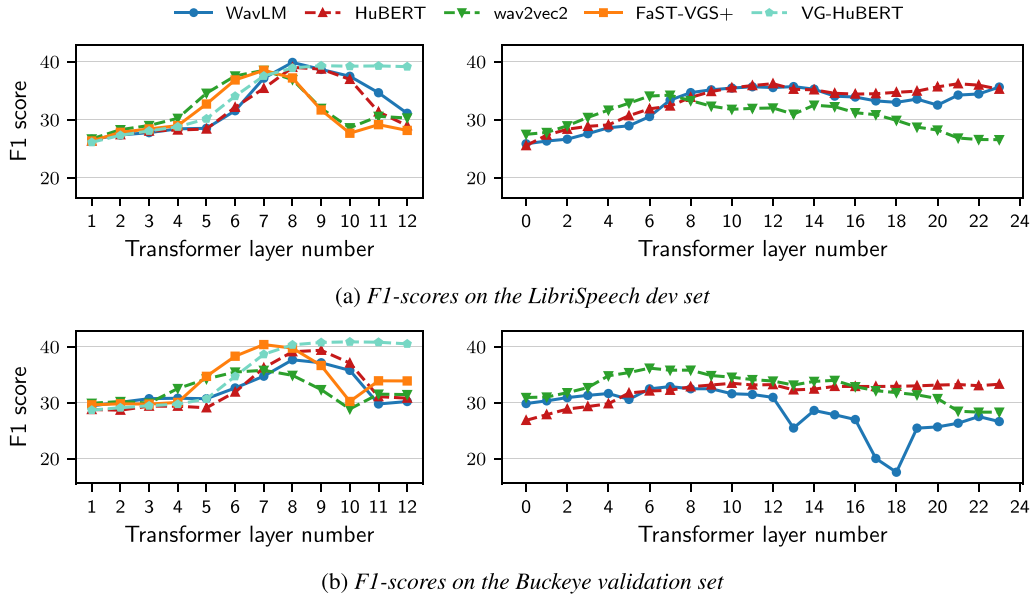 WavLM HuBERT wav2vec2 FaST-VGS+ VG-HuBERT
40
30
20
F1 score
1 2 3 4 5 6 7 8 9 10 11 12
Transformer layer number
40
30
20
0 2 4 6 8 10 12 14 16 18 20 22 24
Transformer layer number
(a) F1-scores on the LibriSpeech dev set
40
30
20
F1 score
1 2 3 4 5 6 7 8 9 10 11 12
Transformer layer number
40
30
20
0 2 4 6 8 10 12 14 16 18 20 22 24
Transformer layer number
(b) F1-scores on the Buckeye validation set